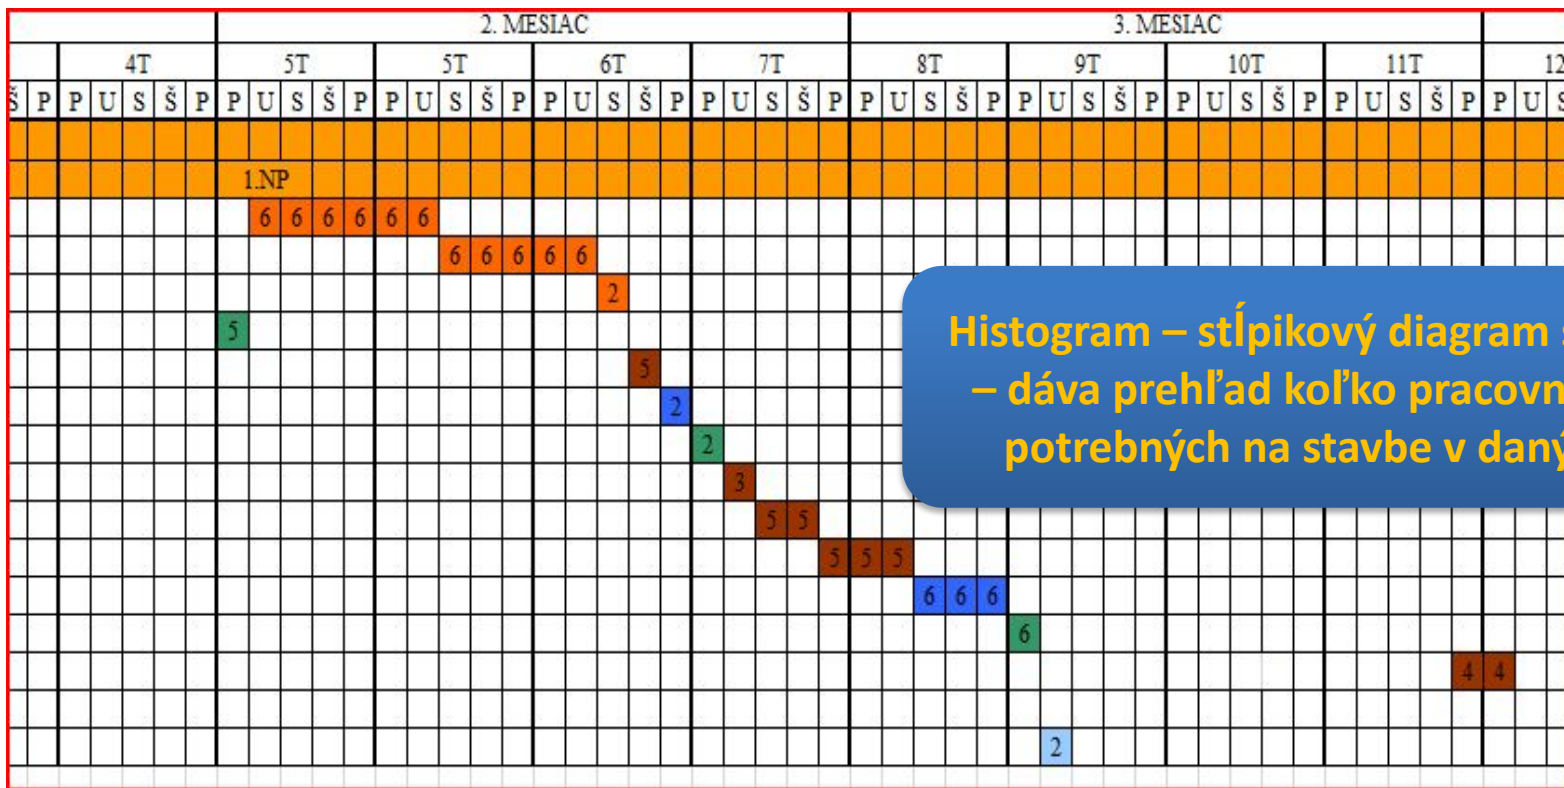 2. MESIAC 3. MESIAC
4T 5T 5T 6T 7T 8T 9T 10T 11T 12
Š P P U S Š P P U S Š P P U S Š P P U S Š P P U S Š P P U S Š P P U S Š P P U S Š P P U S Š P P U S
1.NP
6 6 6 6 6 6
6 6 6 6 6
2
5
5
2
2
3
5 5
5 5 5
6 6 6
6
4 4
2
Histogram – stĺpikový diagram
– dáva prehľad koľko pracovn
potrebných na stavbe v daný